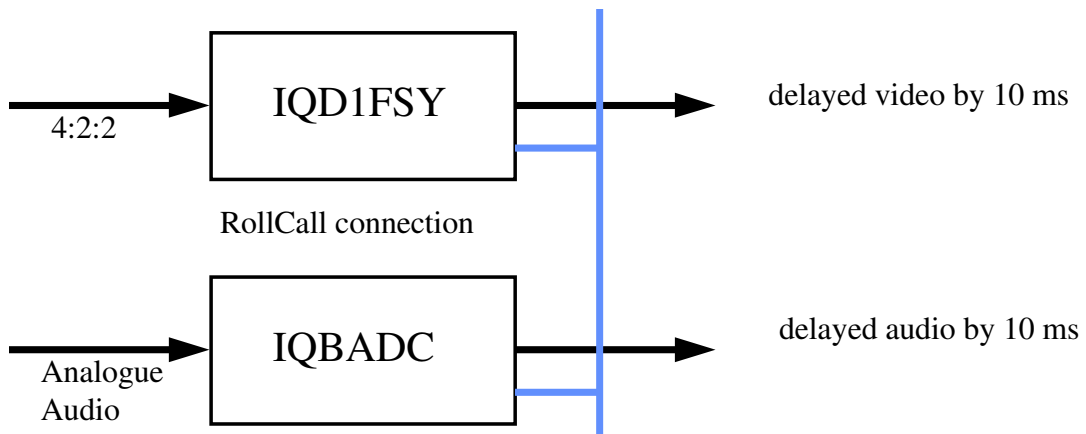 IQD1FSY
delayed video by 10 ms
4:2:2
RollCall connection
IQBADC
delayed audio by 10 ms
Analogue
Audio